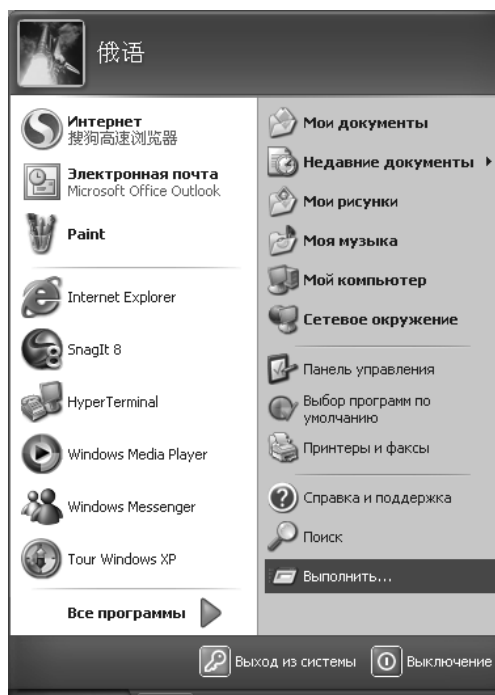 俄语
Интернет
搜狗高速浏览器
Электронная почта
Microsoft Office Outlook
Paint
Internet Explorer
SnagIt 8
HyperTerminal
Windows Media Player
Windows Messenger
Tour Windows XP
Все программы
Мои документы
Недавние документы
Мои рисунки
Моя музыка
Мой компьютер
Сетевое окружение
Панель управления
Выбор программ по
умолчанию
Принтеры и факсы
Справка и поддержка
Поиск
Выполнить...
Выход из системы
Выключение